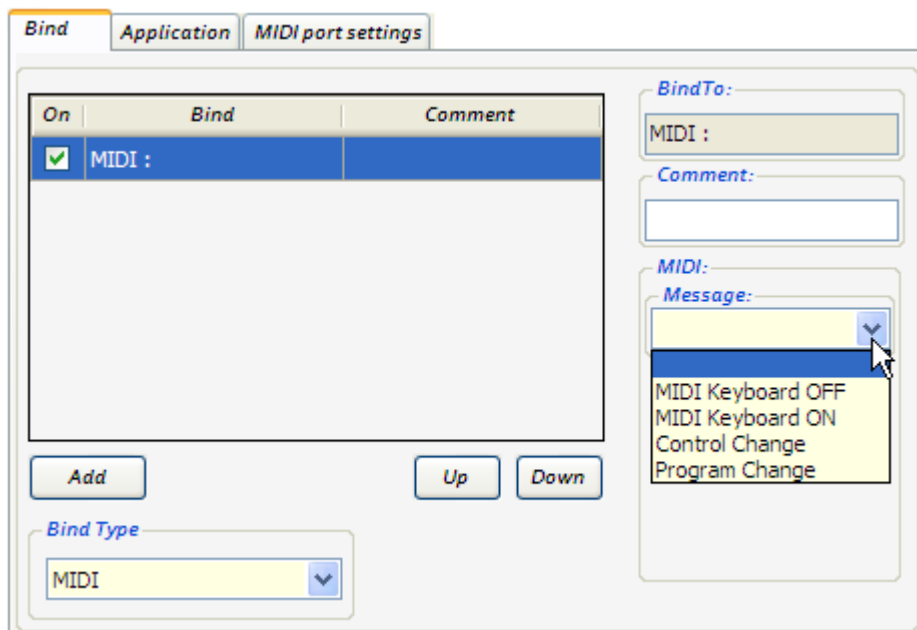 Bind Application MIDI port settings
On Bind Comment
MIDI :
BindTo:
MIDI :
Comment:
MIDI:
Message:
MIDI Keyboard OFF
MIDI Keyboard ON
Control Change
Program Change
Add Up Down
Bind Type
MIDI